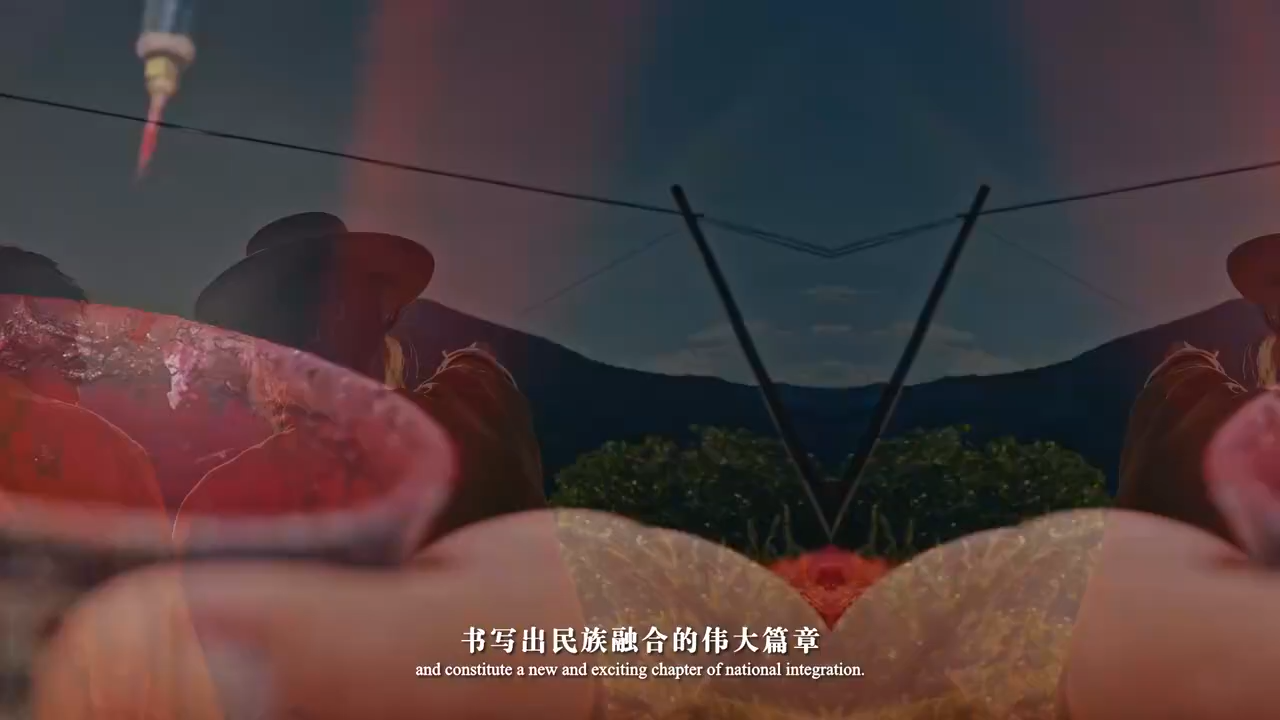 书写出民族融合的伟大篇章
and constitute a new and exciting chapter of national integration.